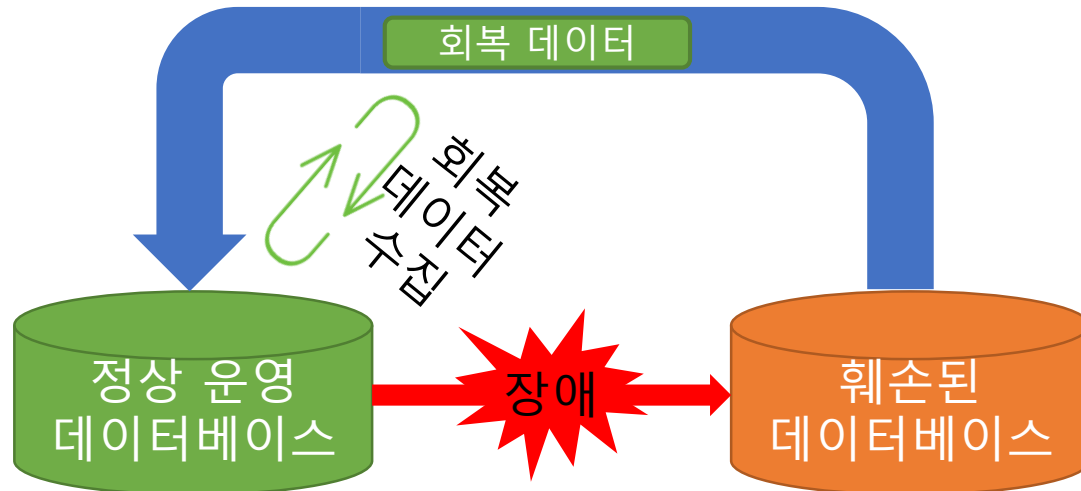 회복 데이터
회복
데이터
수집
정상 운영
데이터베이스
장애
훼손된
데이터베이스